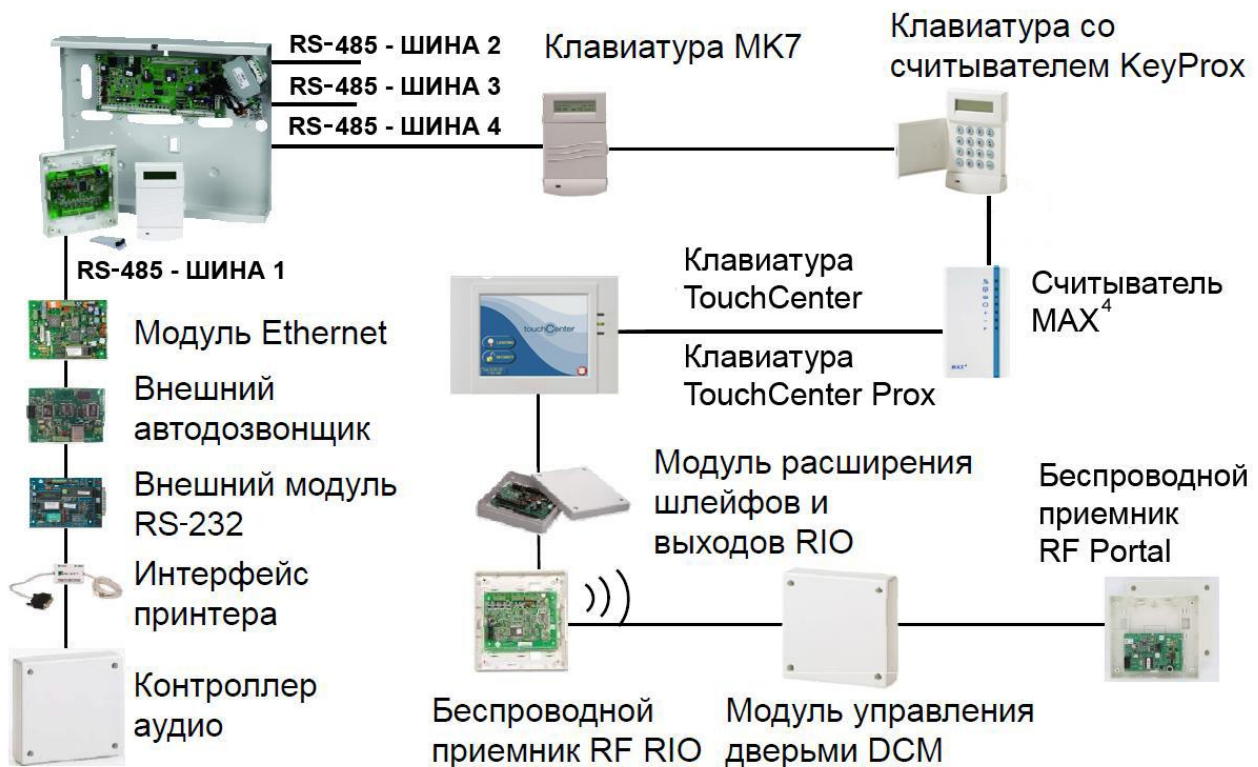 RS-485 - ШИНА 2
RS-485 - ШИНА 3
RS-485 - ШИНА 4
Клавиатура МК7
Клавиатура со
считывателем KeyProx
RS-485 - ШИНА 1
Модуль Ethernet
Внешний
автодозвонщик
Внешний модуль
RS-232
Интерфейс
принтера
Контроллер
аудио
Клавиатура
TouchCenter
Клавиатура
TouchCenter Prox
touchCenter
Считыватель
MAX⁴
MAX⁴
Модуль расширения
шлейфов и
выходов RIO
Беспроводной
приемник
RF Portal
Беспроводной
приемник RF RIO
Модуль управления
дверьми DCM